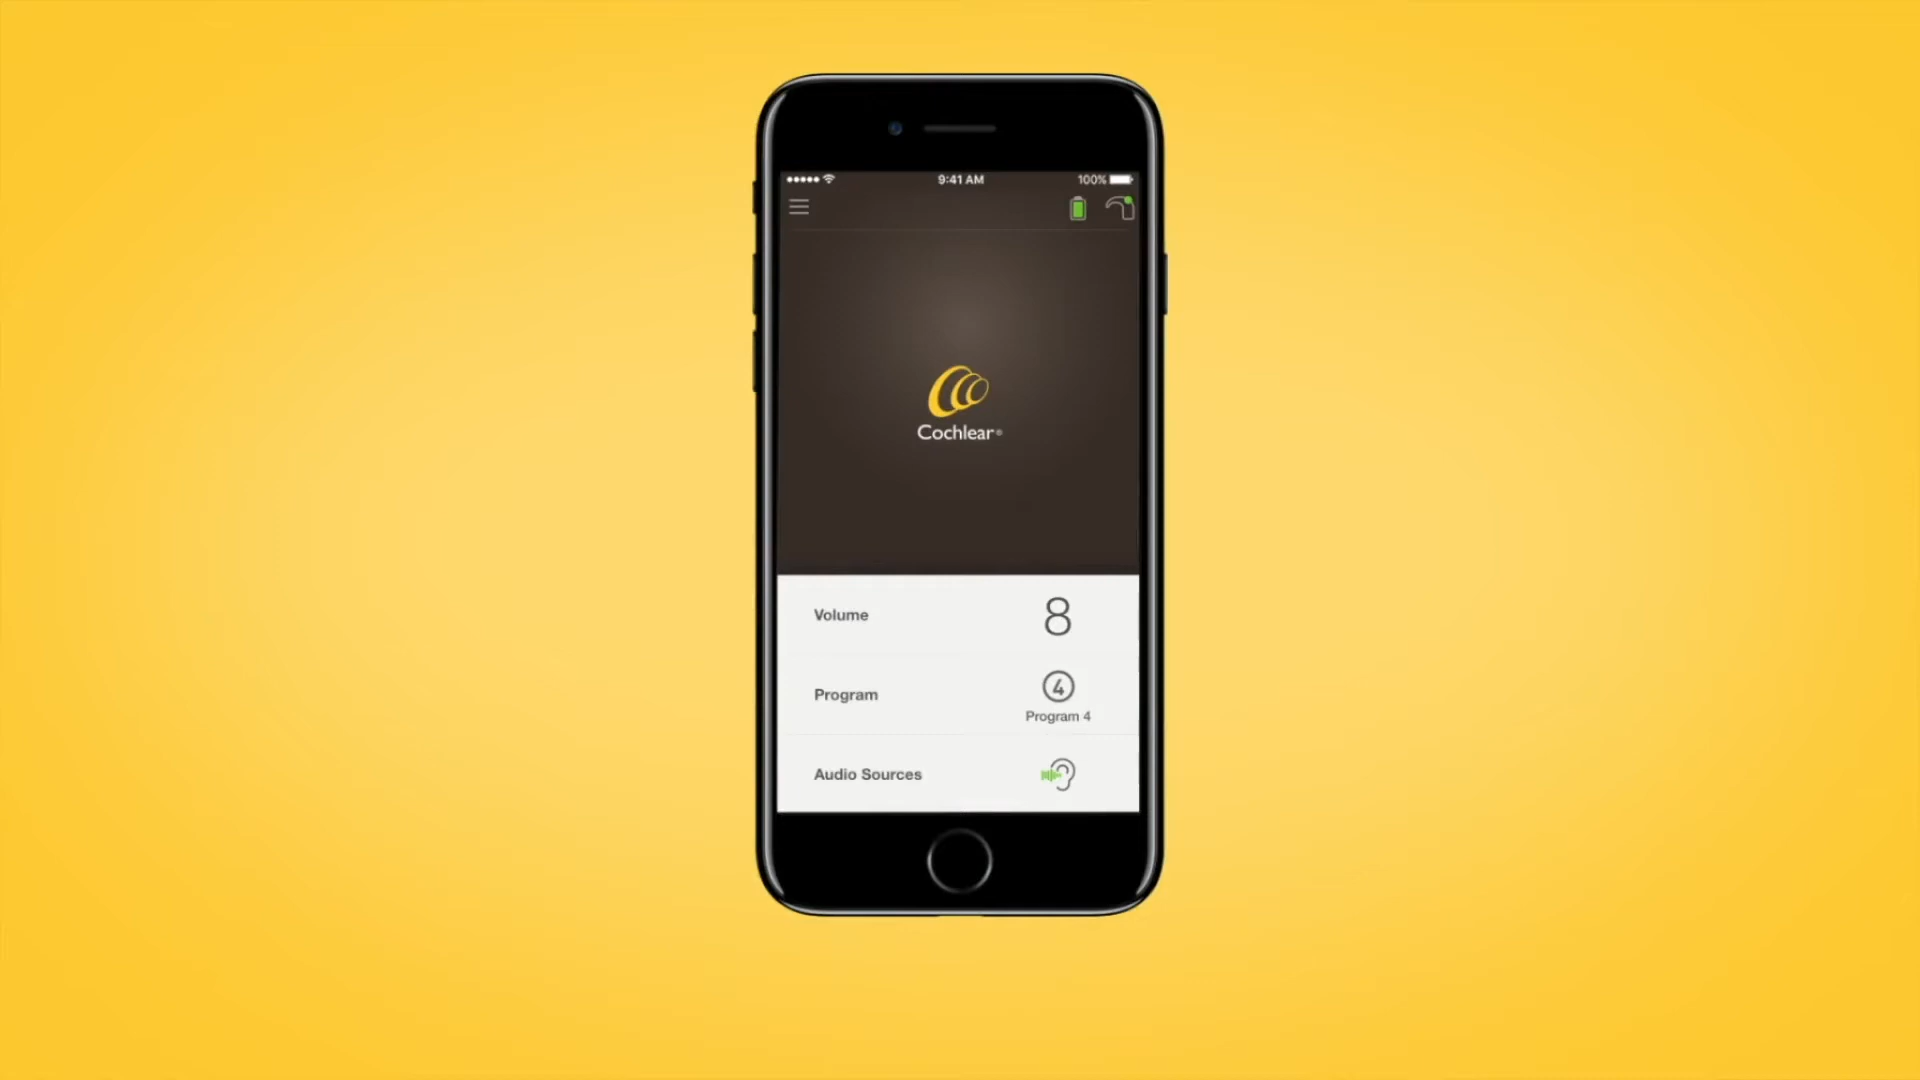 9:41 AM
100%
Cochlear®
Volume
8
Program
4
Program 4
Audio Sources